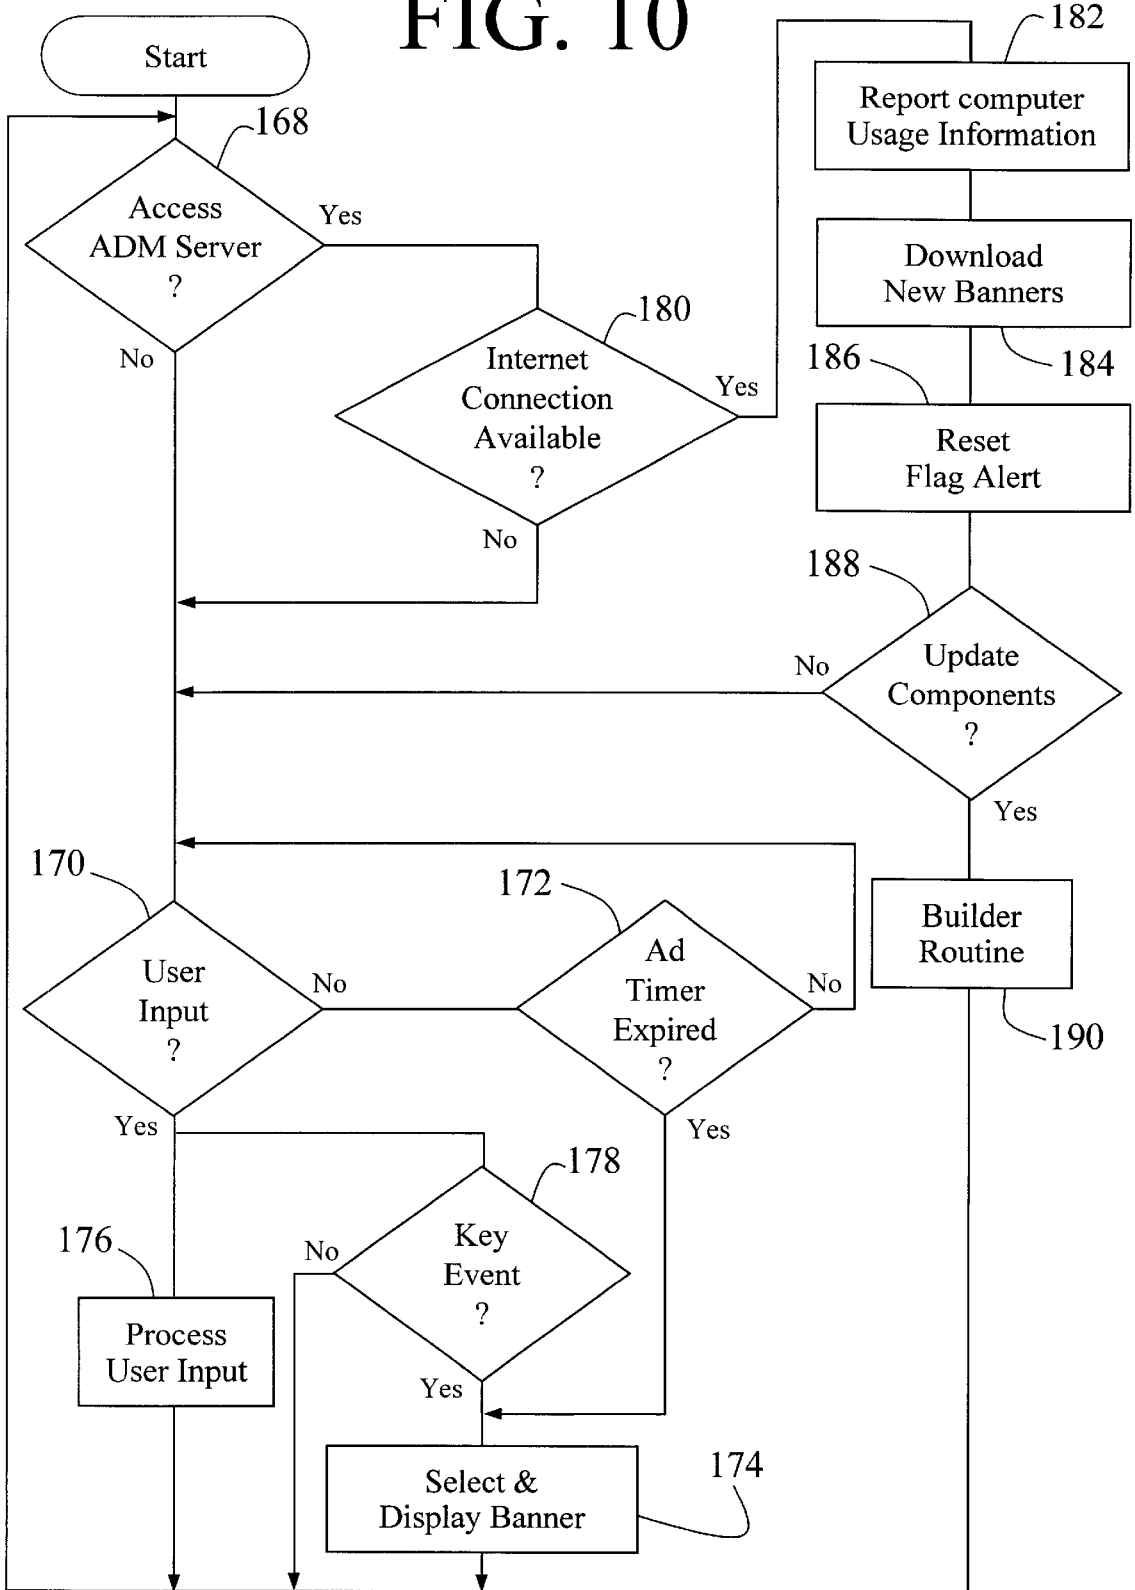 FIG. 10
Start
168
Access
ADM Server
?
Yes
No
180
Internet
Connection
Available
?
Yes
No
182
Report computer
Usage Information
Download
New Banners
184
186
Reset
Flag Alert
188
Update
Components
?
No
Yes
Builder
Routine
190
170
User
Input
?
No
Yes
172
Ad
Timer
Expired
?
No
Yes
178
Key
Event
?
No
Yes
176
Process
User Input
Select &
Display Banner
174